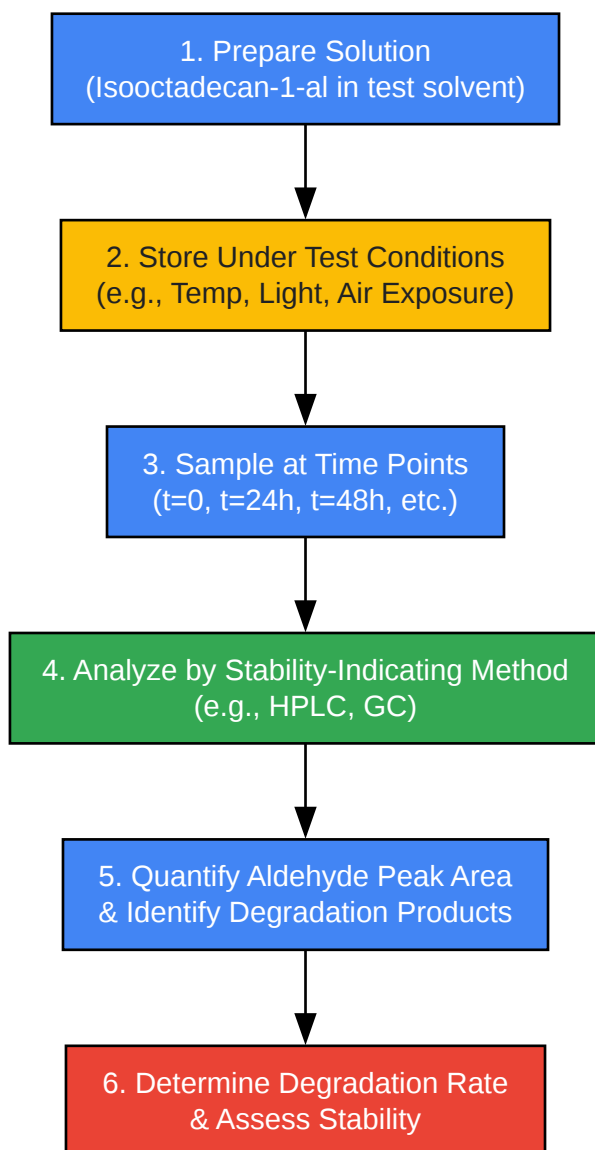 1. Prepare Solution
(Isooctadecan-1-al in test solvent)
2. Store Under Test Conditions
(e.g., Temp, Light, Air Exposure)
3. Sample at Time Points
(t=0, t=24h, t=48h, etc.)
4. Analyze by Stability-Indicating Method
(e.g., HPLC, GC)
5. Quantify Aldehyde Peak Area
& Identify Degradation Products
6. Determine Degradation Rate
& Assess Stability